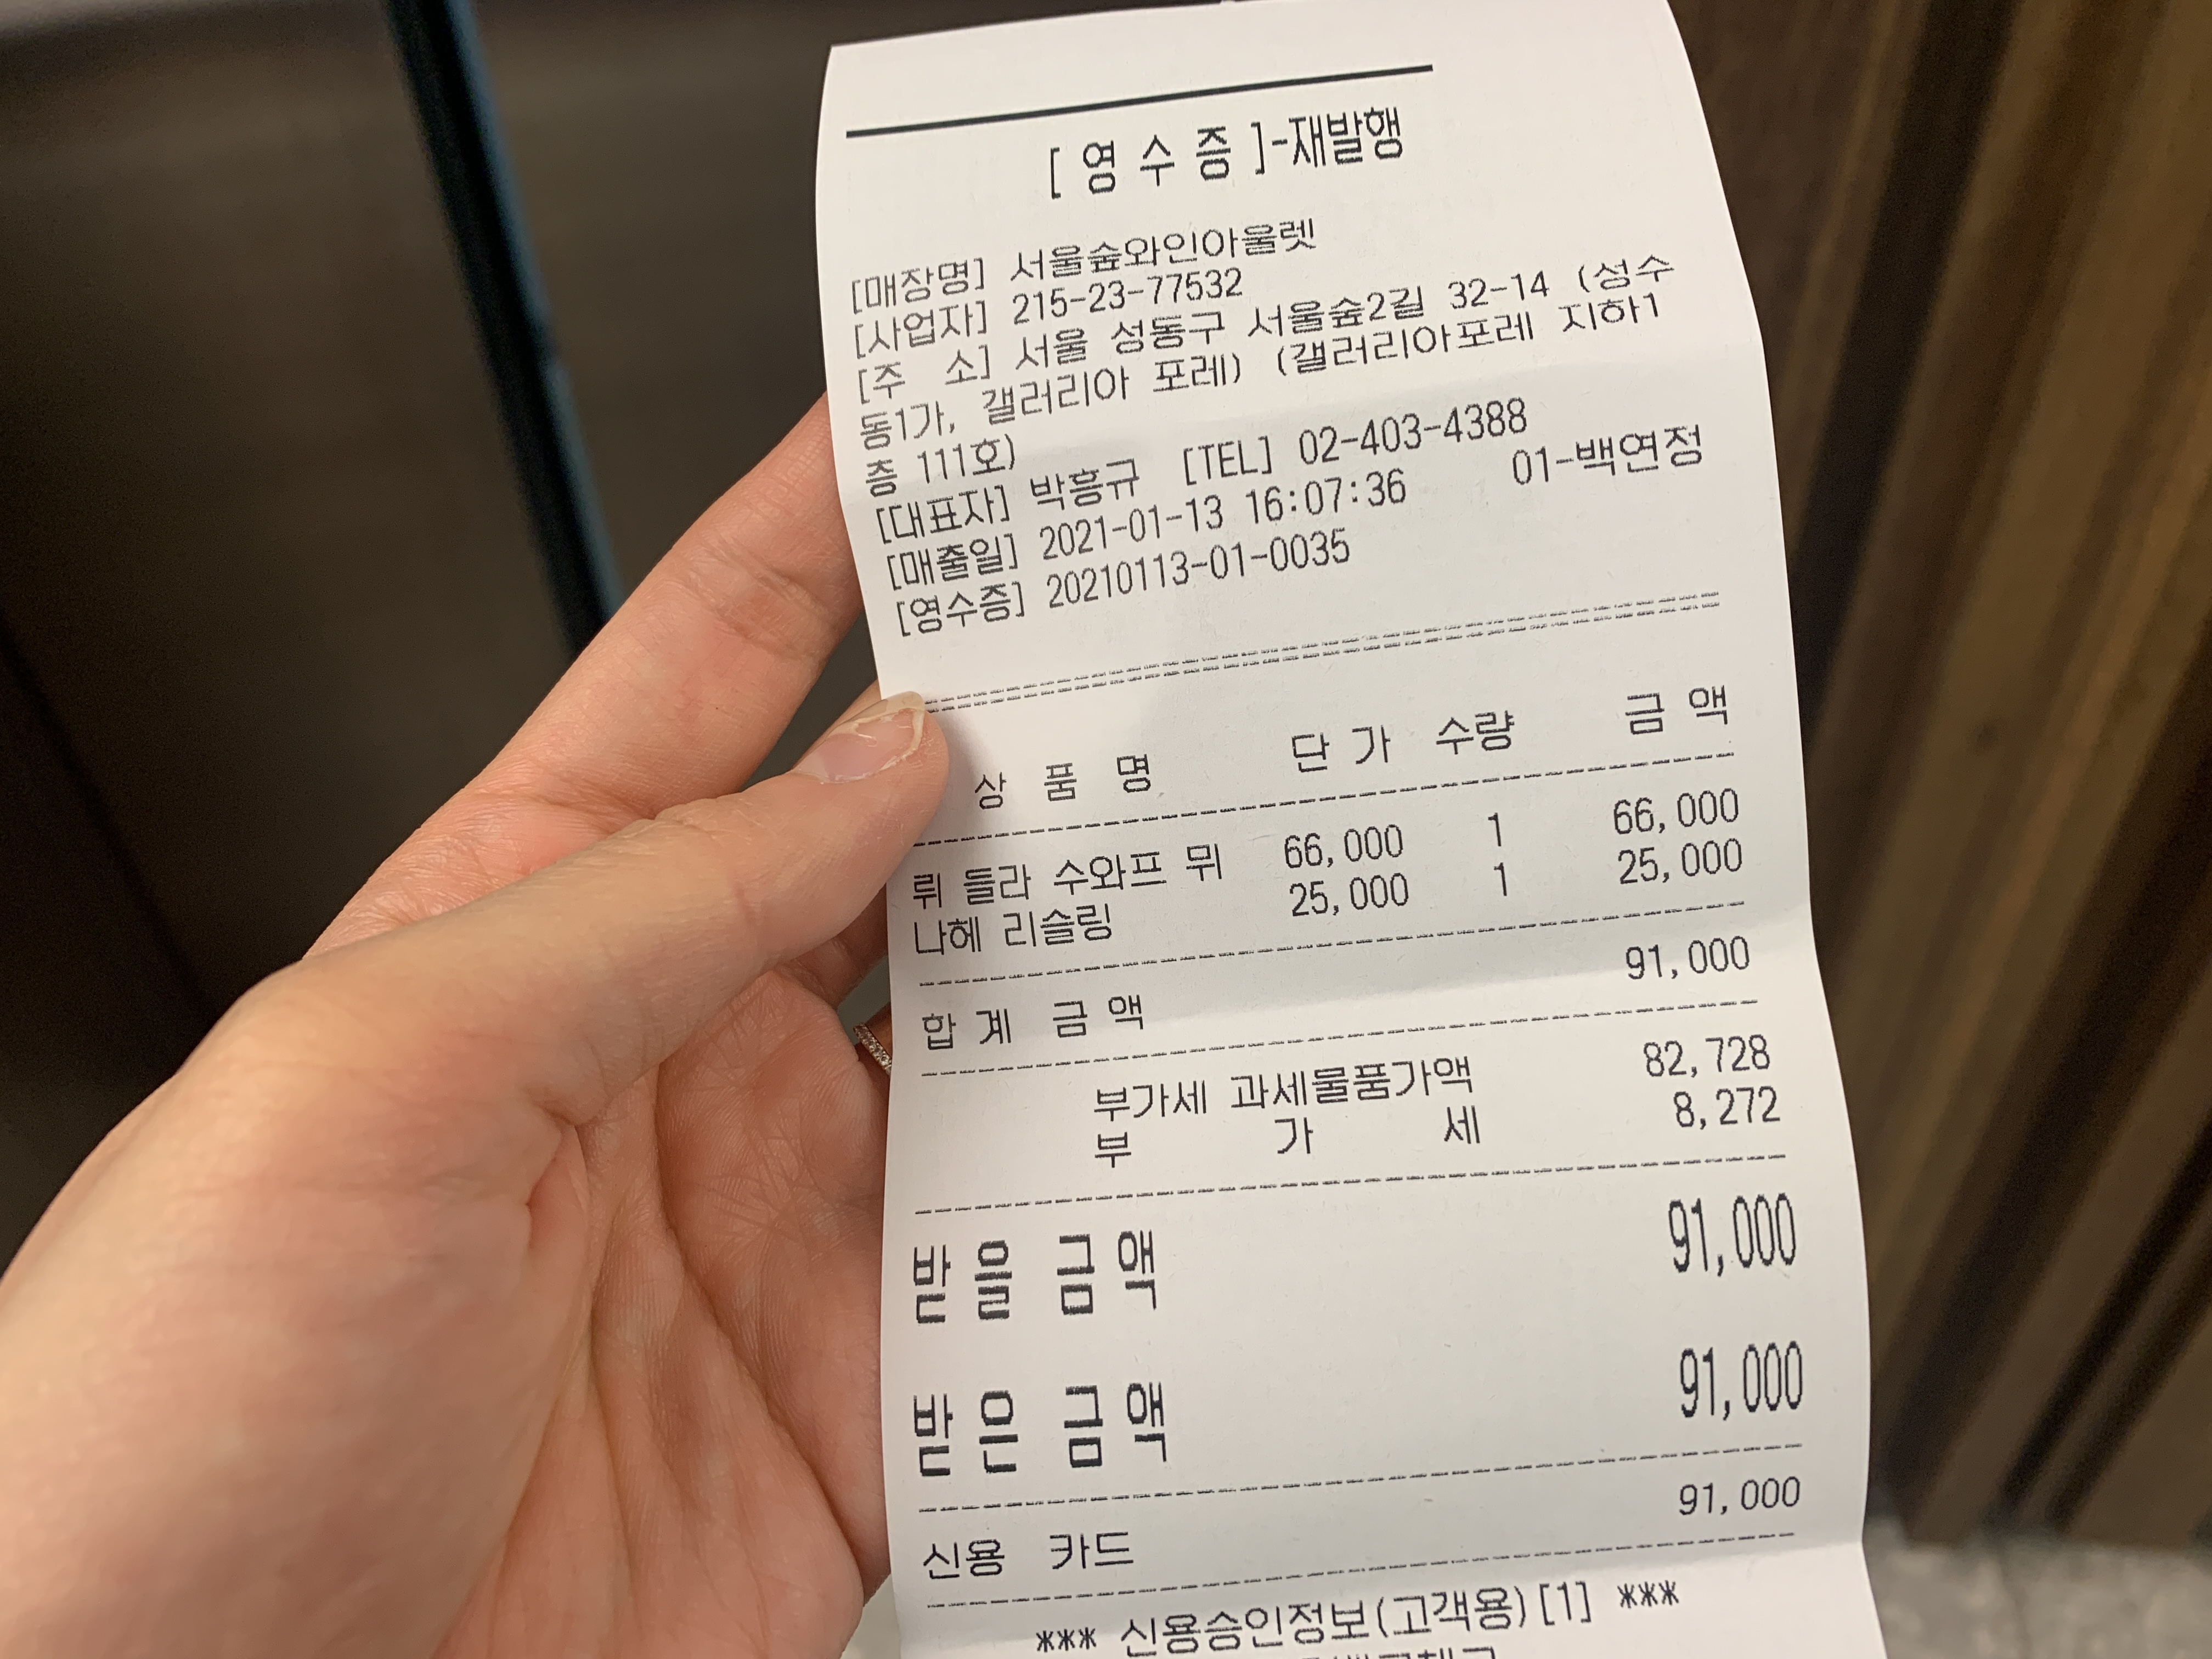 [ 영 수 증 ]-재발행
[매장명] 서울숲와인아울렛
[사업자] 215-23-77532
[주 소] 서울 성동구 서울숲2길 32-14 (성수
동1가, 갤러리아 포레) (갤러리아포레 지하1
층 111호)
[대표자] 박흥규 [TEL] 02-403-4388
[매출일] 2021-01-13 16:07:36 01-백연정
[영수증] 20210113-01-0035
상 품 명 단 가 수량 금 액
뤼 들라 수와프 뮈 66,000 1 66,000
나헤 리슬링 25,000 1 25,000
합 계 금 액 91,000
부가세 과세물품가액 82,728
부 가 세 8,272
받 을 금 액 91,000
받 은 금 액 91,000
신용 카드 91,000
*** 신용승인정보(고객용)[1] ***